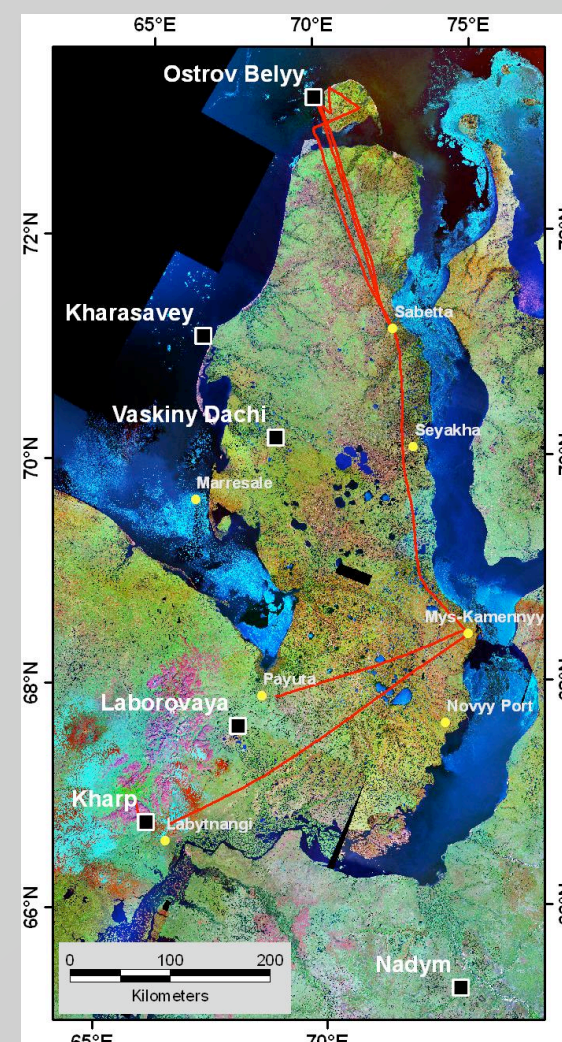 65°E 70°E 75°E
Ostrov Belyy
72°N
Sabetta
Kharasavey
Vaskiny Dachi
Seyakha
70°N
Marresale
Mys-Kamennyy
68°N
Payuta
Laborovaya
Novyy Port
Kharp
Labytnangi
66°N
Nadym
0 100 200
Kilometers
65°E 70°E